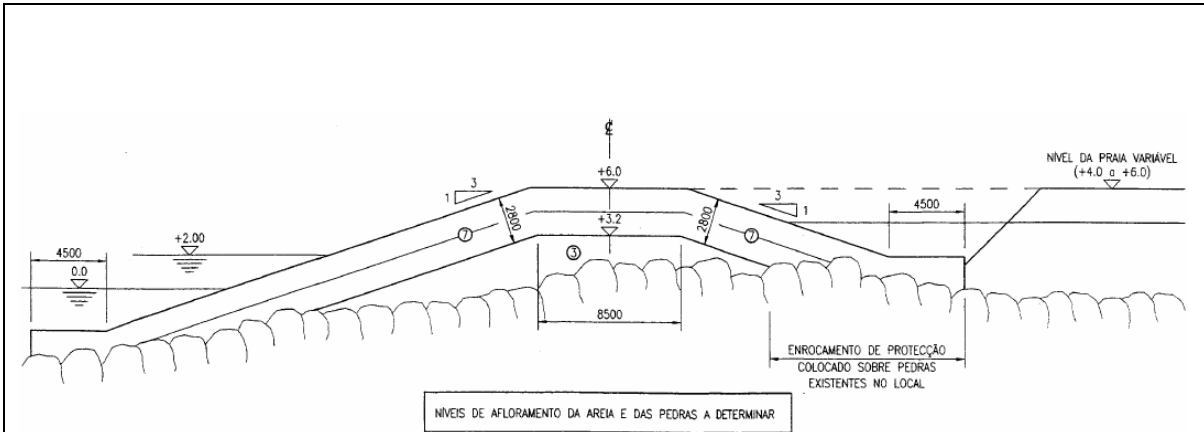 ℄
NÍVEL DA PRAIA VARIÁVEL
(+4.0 a +6.0)
+6.0
3
1
3
1
4500
2800
+3.2
2800
⑦
⑦
+2.00
4500
③
0.0
8500
ENROCAMENTO DE PROTECÇÃO
COLOCADO SOBRE PEDRAS
EXISTENTES NO LOCAL
NÍVEIS DE AFLORAMENTO DA AREIA E DAS PEDRAS A DETERMINAR